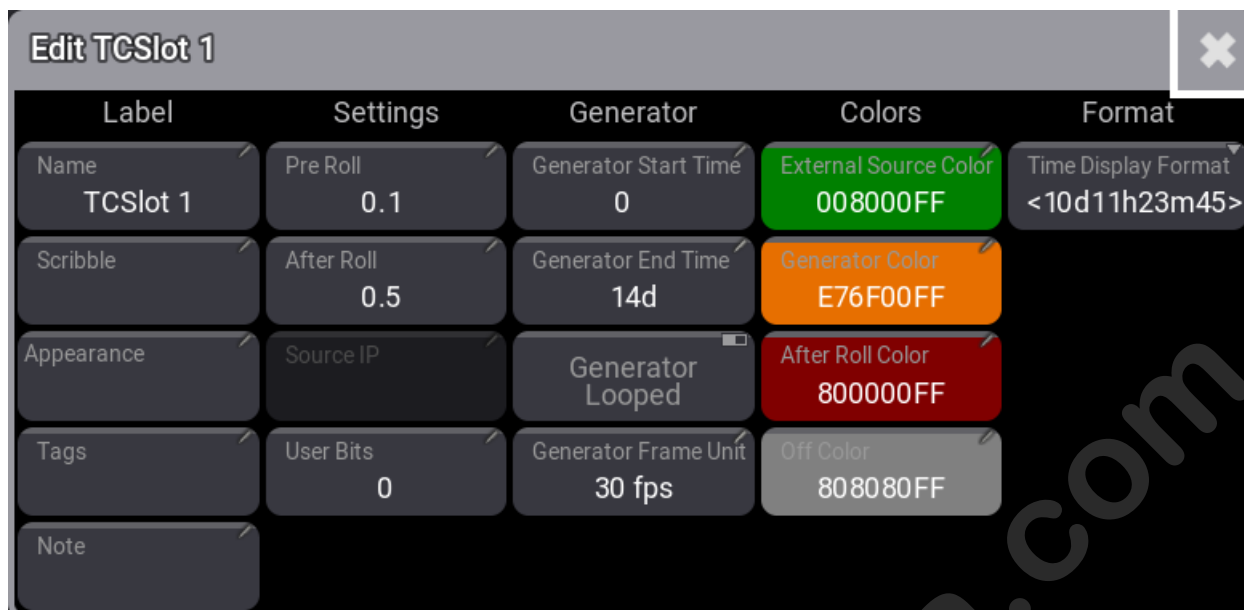 Edit TCSlot 1
Label Settings Generator Colors Format
Name Pre Roll Generator Start Time External Source Color Time Display Format
TCSlot 1 0.1 0 008000FF <10d11h23m45>
Scribble After Roll Generator End Time Generator Color
0.5 14d E76F00FF
Appearance Source IP Generator Looped After Roll Color
800000FF
Tags User Bits Generator Frame Unit Off Color
0 30 fps 808080FF
Note
.com